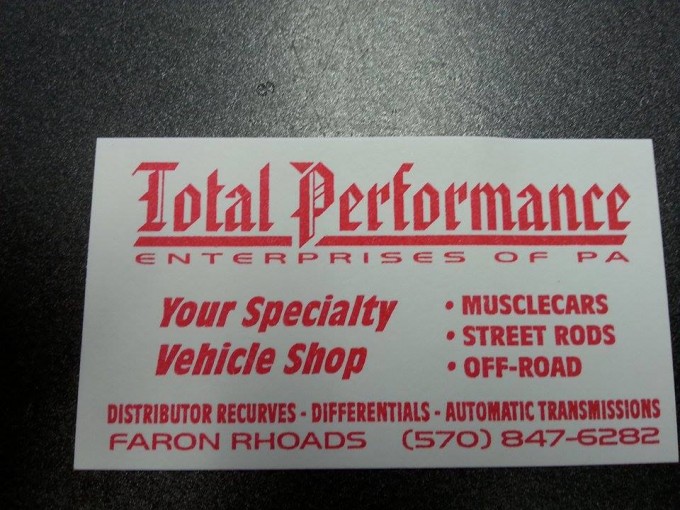 Total Performance
ENTERPRISES OF PA
Your Specialty
Vehicle Shop
• MUSCLECARS
• STREET RODS
• OFF-ROAD
DISTRIBUTOR RECURVES - DIFFERENTIALS - AUTOMATIC TRANSMISSIONS
FARON RHOADS (570) 847-6282